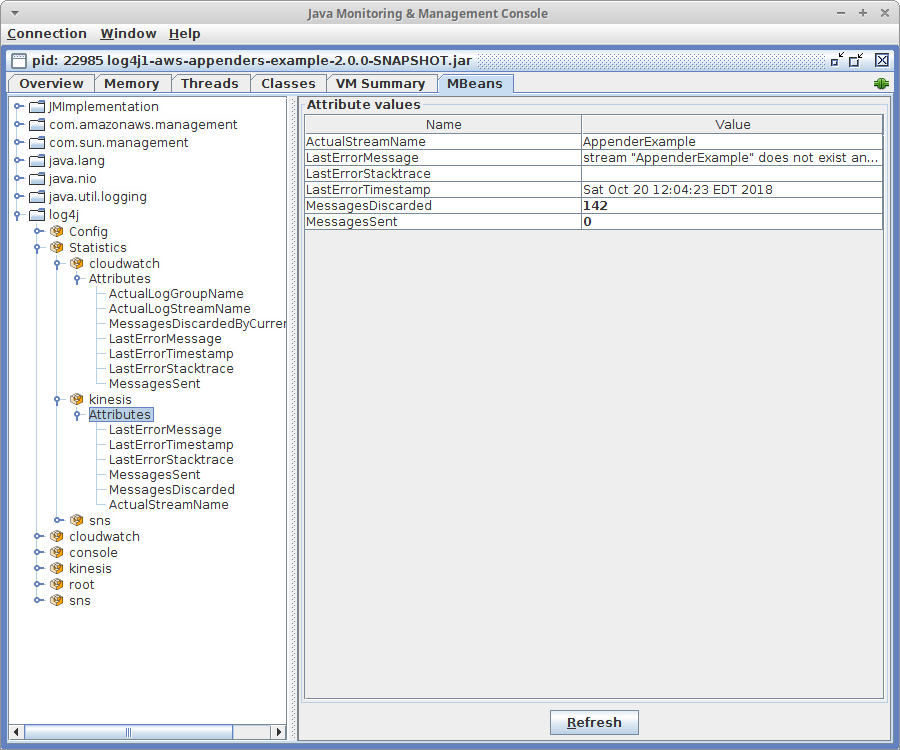 Java Monitoring & Management Console
Connection Window Help
pid: 22985 log4j1-aws-appenders-example-2.0.0-SNAPSHOT.jar
Overview Memory Threads Classes VM Summary MBeans
JMImplementation
com.amazonaws.management
com.sun.management
java.lang
java.nio
java.util.logging
log4j
Config
Statistics
cloudwatch
Attributes
ActualLogGroupName
ActualLogStreamName
MessagesDiscardedByCurrer
LastErrorMessage
LastErrorTimestamp
LastErrorStacktrace
MessagesSent
kinesis
Attributes
LastErrorMessage
LastErrorTimestamp
LastErrorStacktrace
MessagesSent
MessagesDiscarded
ActualStreamName
sns
cloudwatch
console
kinesis
root
sns
Attribute values
Name Value
ActualStreamName AppenderExample
LastErrorMessage stream "AppenderExample" does not exist an...
LastErrorStacktrace
LastErrorTimestamp Sat Oct 20 12:04:23 EDT 2018
MessagesDiscarded 142
MessagesSent 0
Refresh